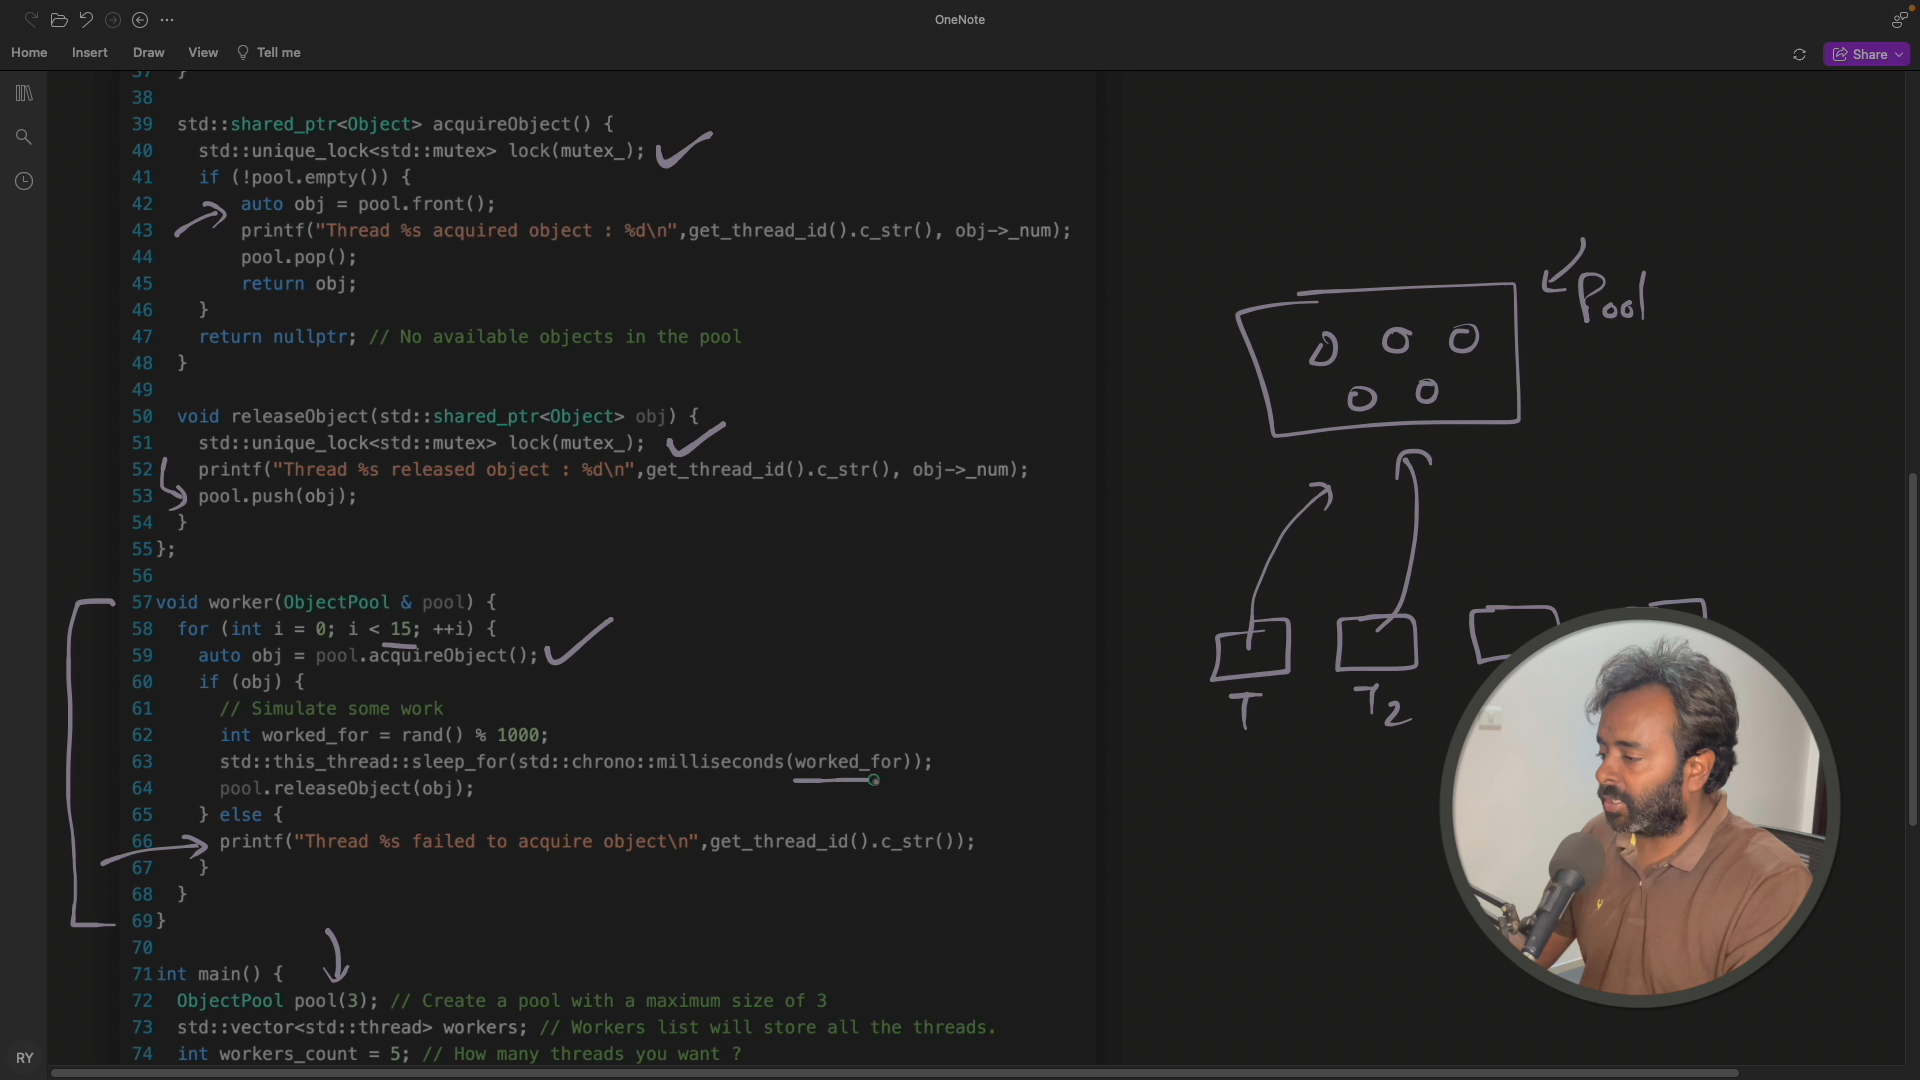 OneNote
Home Insert Draw View Tell me
Share
37 }
38
39 std::shared_ptr<Object> acquireObject() {
40 std::unique_lock<std::mutex> lock(mutex_);
41 if (!pool.empty()) {
42 auto obj = pool.front();
43 printf("Thread %s acquired object : %d\n",get_thread_id().c_str(), obj->_num);
44 pool.pop();
45 return obj;
46 }
47 return nullptr; // No available objects in the pool
48 }
49
50 void releaseObject(std::shared_ptr<Object> obj) {
51 std::unique_lock<std::mutex> lock(mutex_);
52 printf("Thread %s released object : %d\n",get_thread_id().c_str(), obj->_num);
53 pool.push(obj);
54 }
55 };
56
57 void worker(ObjectPool & pool) {
58 for (int i = 0; i < 15; ++i) {
59 auto obj = pool.acquireObject();
60 if (obj) {
61 // Simulate some work
62 int worked_for = rand() % 1000;
63 std::this_thread::sleep_for(std::chrono::milliseconds(worked_for));
64 pool.releaseObject(obj);
65 } else {
66 printf("Thread %s failed to acquire object\n",get_thread_id().c_str());
67 }
68 }
69 }
70
71 int main() {
72 ObjectPool pool(3); // Create a pool with a maximum size of 3
73 std::vector<std::thread> workers; // Workers list will store all the threads.
74 int workers_count = 5; // How many threads you want ?
Pool
T T2
RY